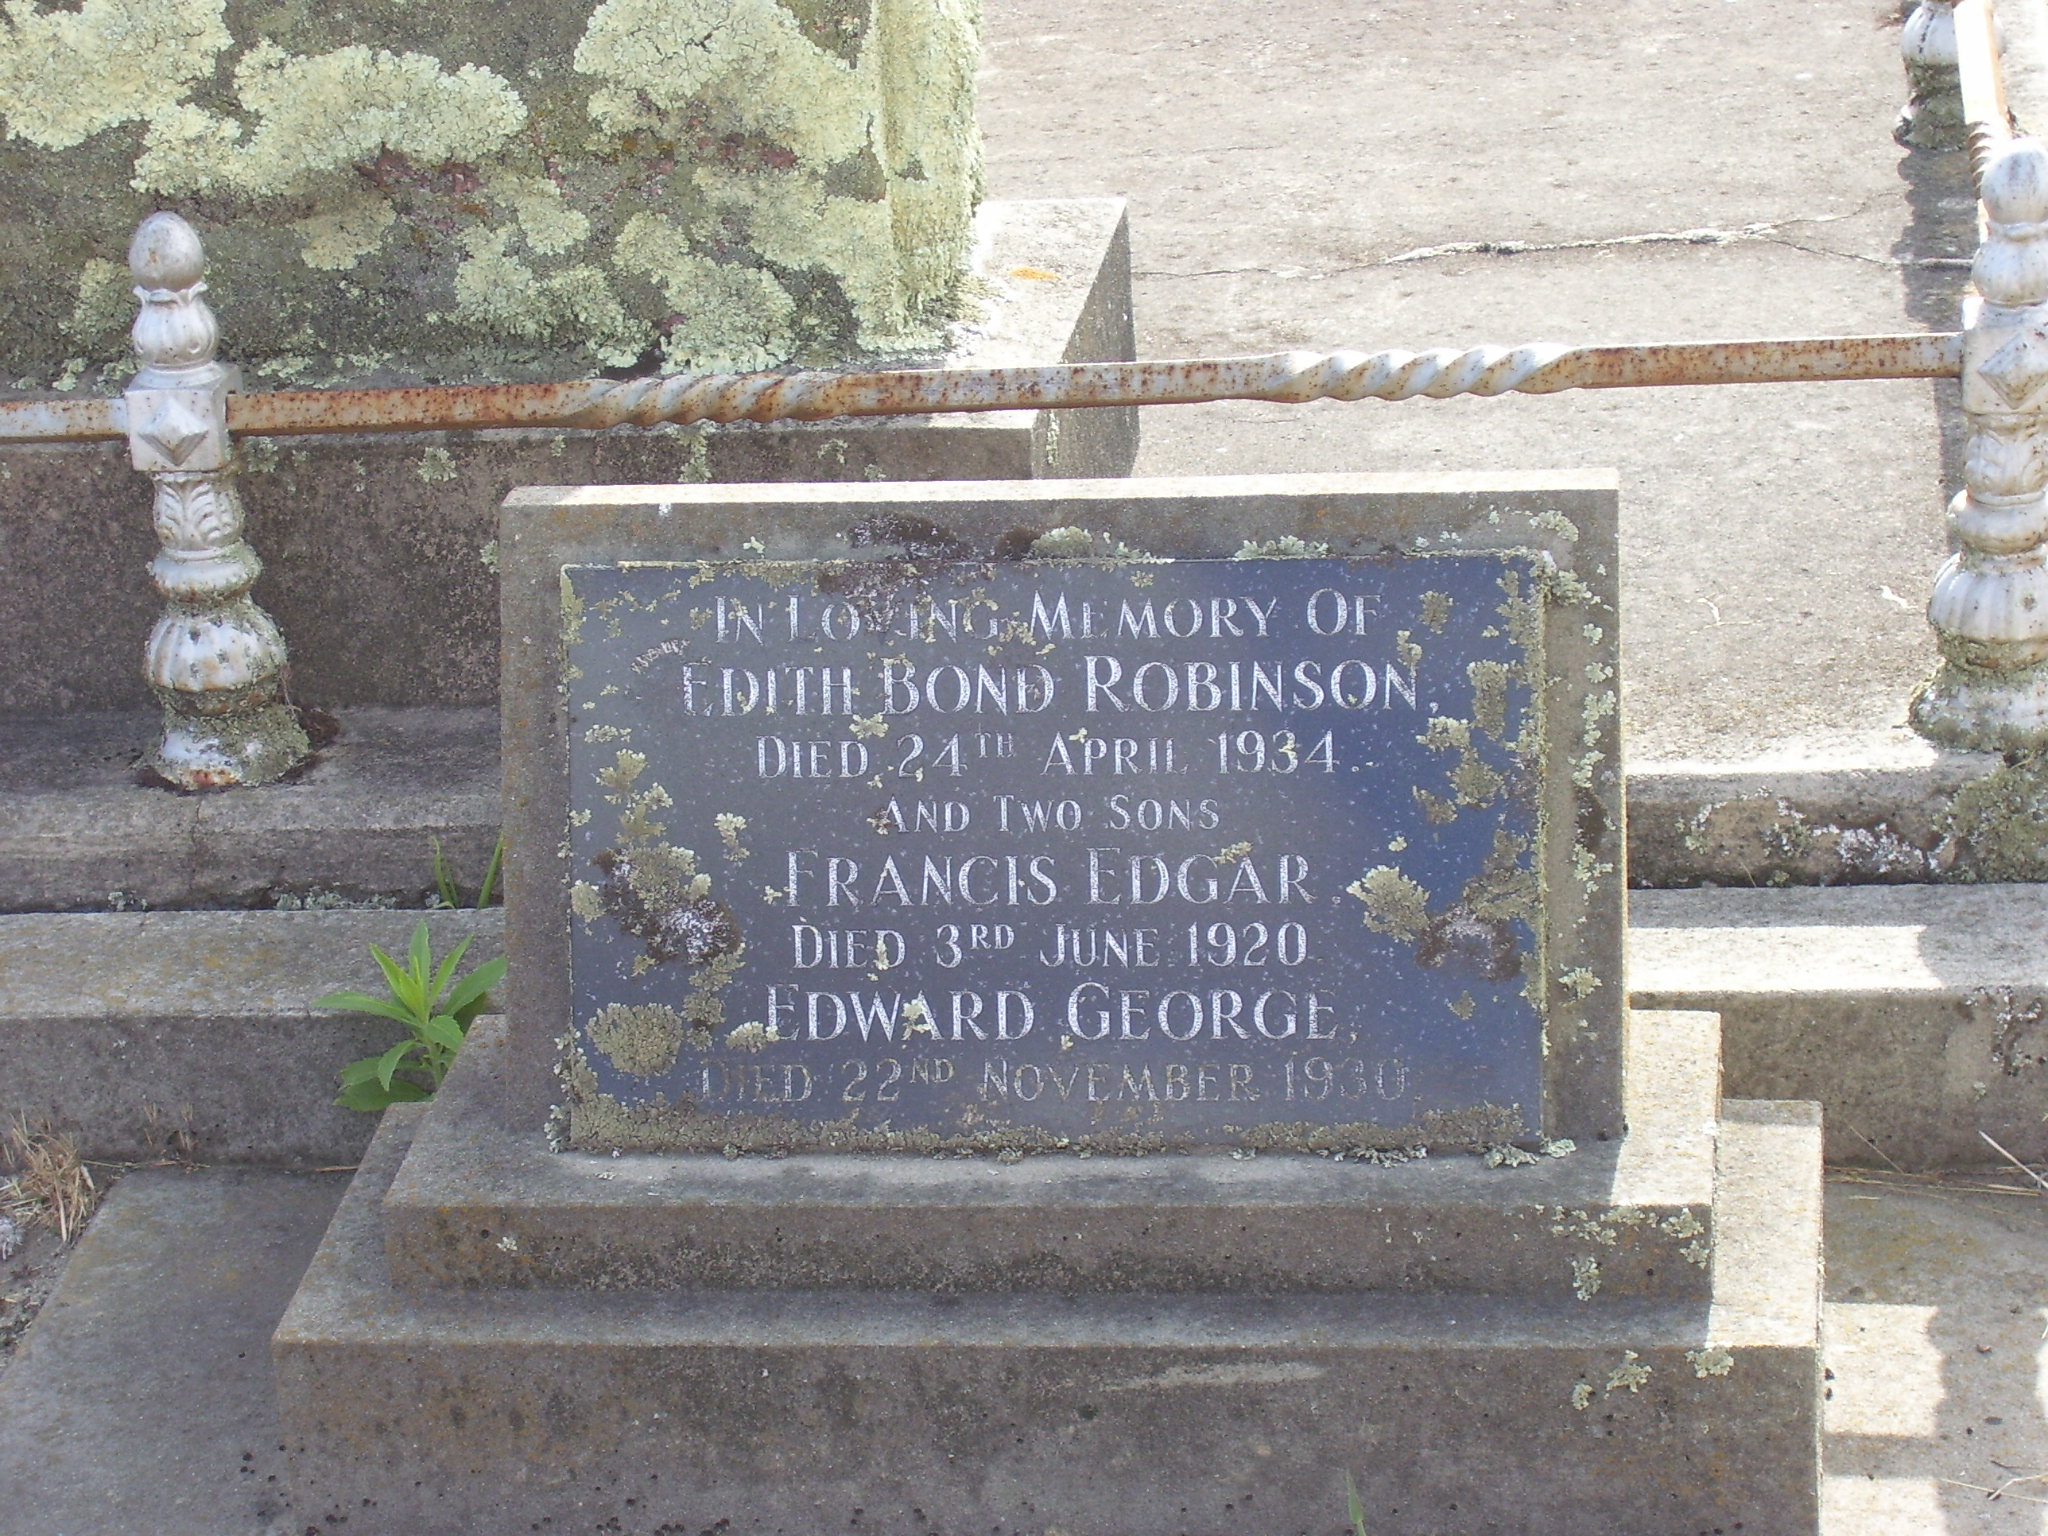 IN LOVING MEMORY OF
EDITH BOND ROBINSON,
DIED 24TH APRIL 1934.
AND TWO SONS
FRANCIS EDGAR.
DIED 3RD JUNE 1920
EDWARD GEORGE,
DIED 22ND NOVEMBER 1930.